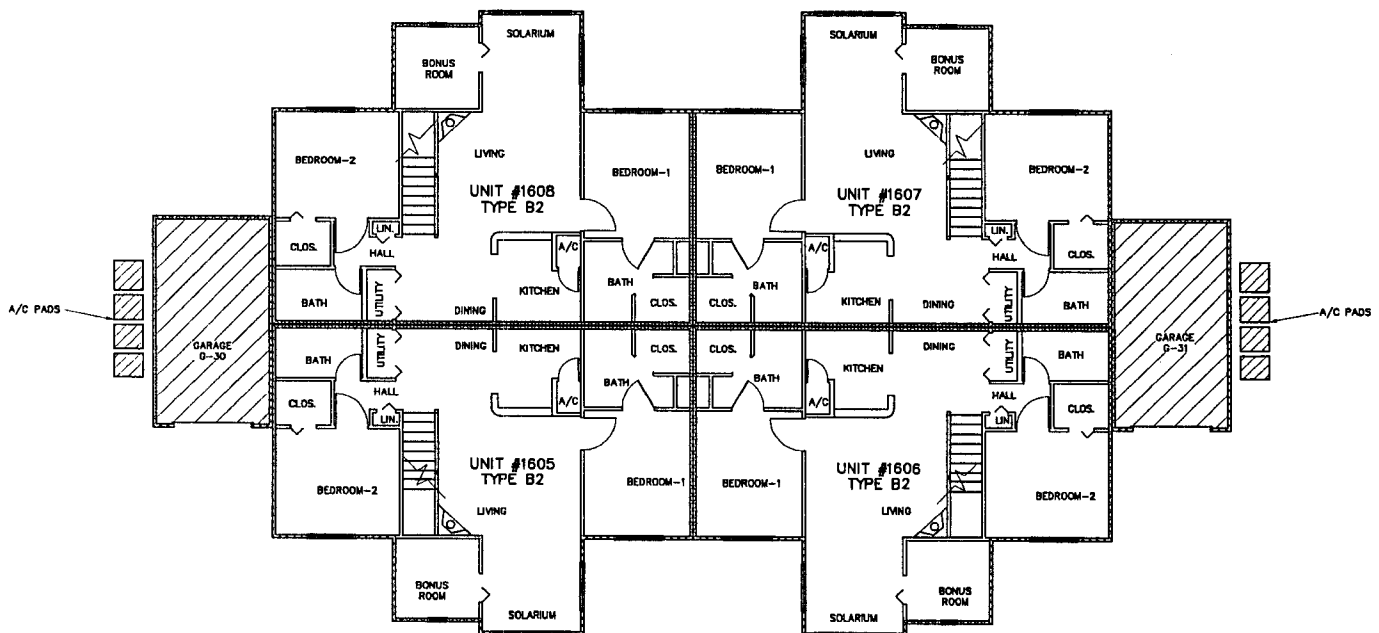 SOLARIUM
SOLARIUM
BONUS
ROOM
BONUS
ROOM
BEDROOM-2
LIVING
BEDROOM-1
BEDROOM-1
LIVING
BEDROOM-2
UNIT #1608
TYPE B2
UNIT #1607
TYPE B2
LIN.
LIN.
CLOS.
HALL
A/C
A/C
HALL
CLOS.
BATH
UTILITY
KITCHEN
BATH
CLOS.
CLOS.
BATH
KITCHEN
UTILITY
BATH
DINING
DINING
A/C PADS
A/C PADS
GARAGE
G-30
GARAGE
G-31
DINING
DINING
BATH
UTILITY
KITCHEN
CLOS.
CLOS.
KITCHEN
UTILITY
BATH
BATH
BATH
HALL
HALL
CLOS.
A/C
A/C
CLOS.
LIN.
LIN.
UNIT #1605
TYPE B2
UNIT #1606
TYPE B2
BEDROOM-2
BEDROOM-1
BEDROOM-1
BEDROOM-2
LIVING
LIVING
BONUS
ROOM
BONUS
ROOM
SOLARIUM
SOLARIUM